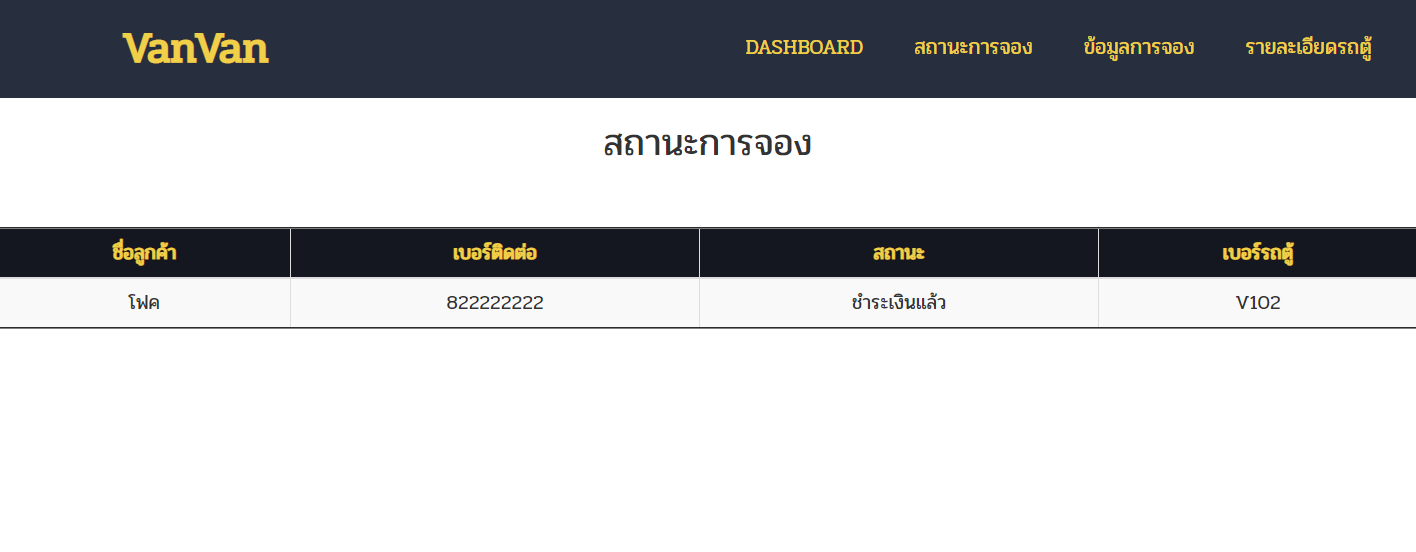 VanVan DASHBOARD สถานะการจอง ข้อมูลการจอง รายละเอียดรถตู้
สถานะการจอง
ชื่อลูกค้า เบอร์ติดต่อ สถานะ เบอร์รถตู้
โฟค 822222222 ชำระเงินแล้ว V102